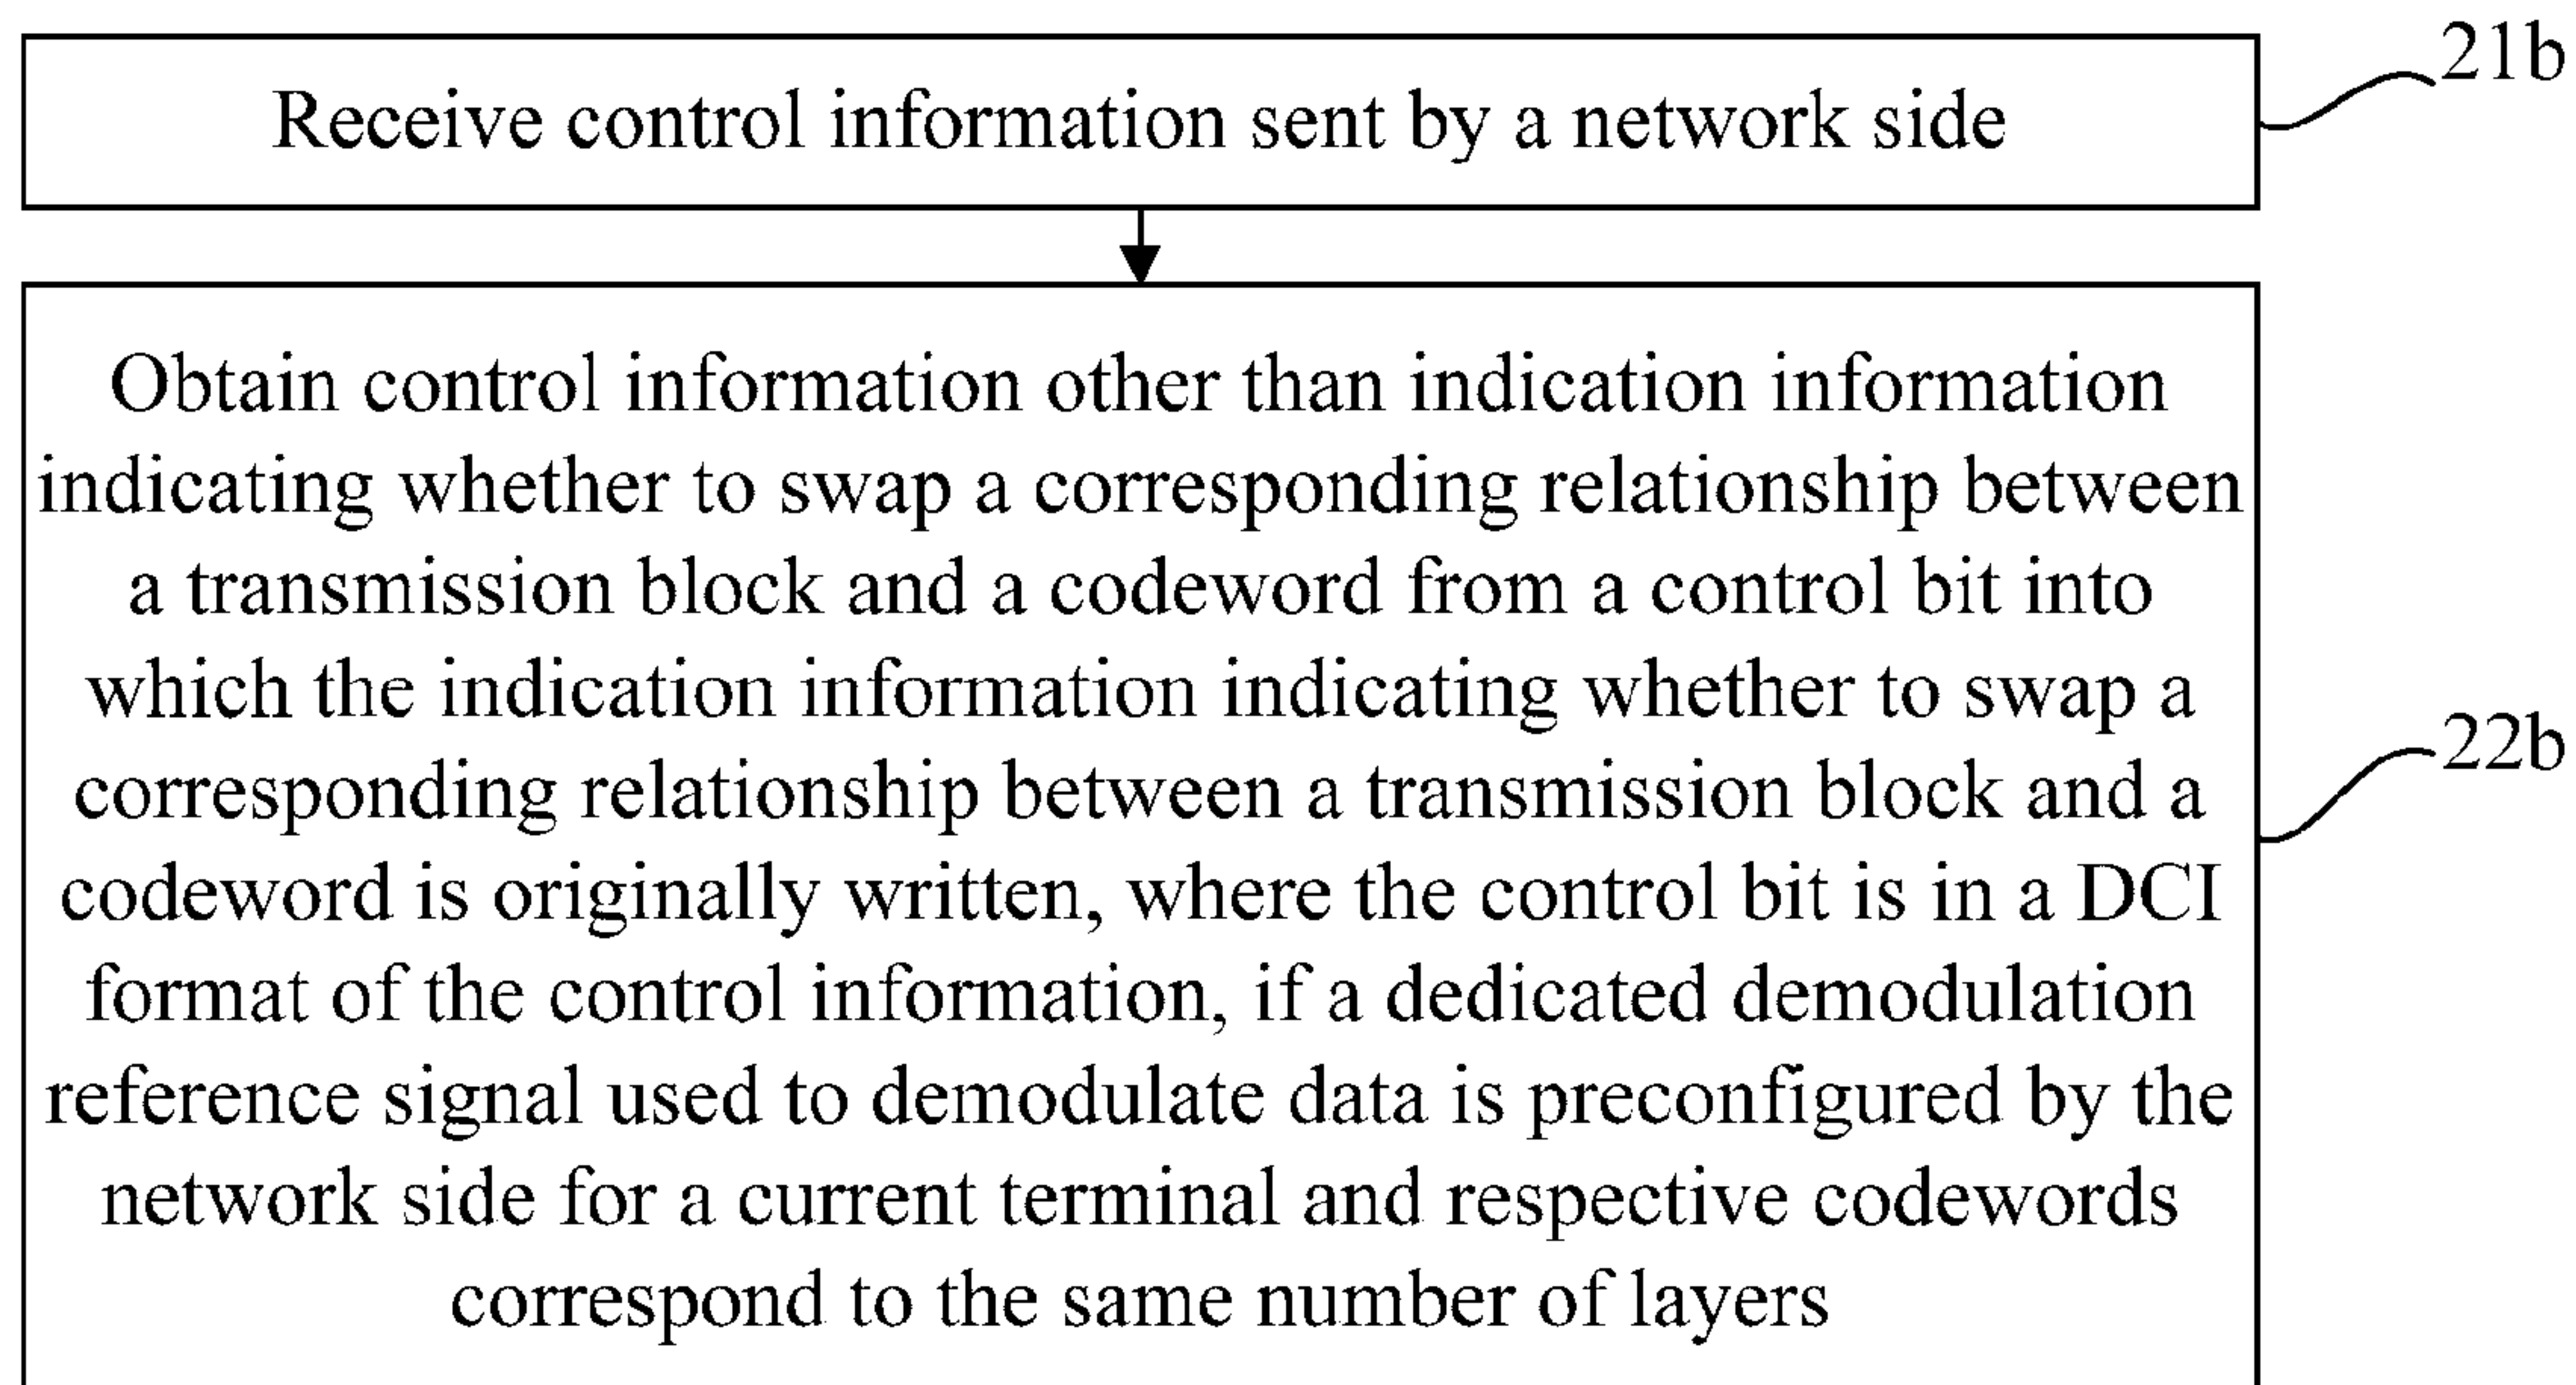 Receive control information sent by a network side
21b
Obtain control information other than indication information
indicating whether to swap a corresponding relationship between
a transmission block and a codeword from a control bit into
which the indication information indicating whether to swap a
corresponding relationship between a transmission block and a
codeword is originally written, where the control bit is in a DCI
format of the control information, if a dedicated demodulation
reference signal used to demodulate data is preconfigured by the
network side for a current terminal and respective codewords
correspond to the same number of layers
22b